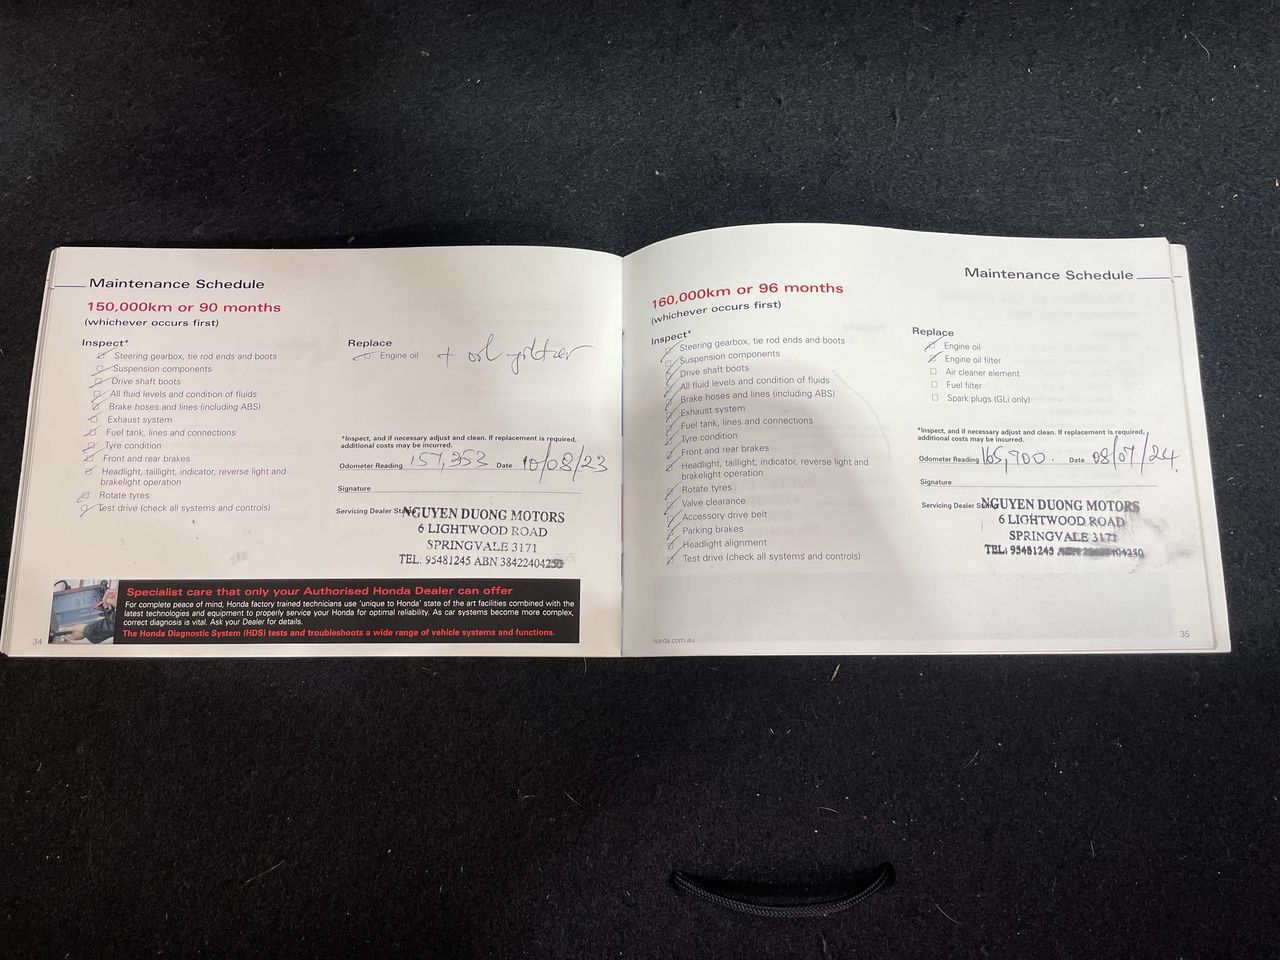 Maintenance Schedule
150,000km or 90 months
(whichever occurs first)
Inspect*
Steering gearbox, tie rod ends and boots
Suspension components
Drive shaft boots
All fluid levels and condition of fluids
Brake hoses and lines (including ABS)
Exhaust system
Fuel tank, lines and connections
Tyre condition
Front and rear brakes
Headlight, taillight, indicator, reverse light and
brakelight operation
Rotate tyres
Test drive (check all systems and controls)
Replace
Engine oil + oil filter
*Inspect, and if necessary adjust and clean. If replacement is required,
additional costs may be incurred.
Odometer Reading 157,353 Date 10/08/23
Signature
Servicing Dealer
NGUYEN DUONG MOTORS
6 LIGHTWOOD ROAD
SPRINGVALE 3171
TEL: 95481245 ABN 38422404250
Specialist care that only your Authorised Honda Dealer can offer
For complete peace of mind, Honda factory trained technicians use 'unique to Honda' state of the art facilities combined with the
latest technologies and equipment to properly service your Honda for optimal reliability. As car systems become more complex,
correct diagnosis is vital. Ask your Dealer for details.
The Honda Diagnostic System (HDS) tests and troubleshoots a wide range of vehicle systems and functions.
34
Maintenance Schedule
160,000km or 96 months
(whichever occurs first)
Inspect*
Steering gearbox, tie rod ends and boots
Suspension components
Drive shaft boots
All fluid levels and condition of fluids
Brake hoses and lines (including ABS)
Exhaust system
Fuel tank, lines and connections
Tyre condition
Front and rear brakes
Headlight, taillight, indicator, reverse light and
brakelight operation
Rotate tyres
Valve clearance
Accessory drive belt
Parking brakes
Headlight alignment
Test drive (check all systems and controls)
Replace
Engine oil
Engine oil filter
Air cleaner element
Fuel filter
Spark plugs (GLi only)
*Inspect, and if necessary adjust and clean. If replacement is required,
additional costs may be incurred.
Odometer Reading 165,700. Date 08/07/24
Signature
Servicing Dealer
NGUYEN DUONG MOTORS
6 LIGHTWOOD ROAD
SPRINGVALE 3171
TEL: 95481245 ABN 38422404250
honda.com.au
35